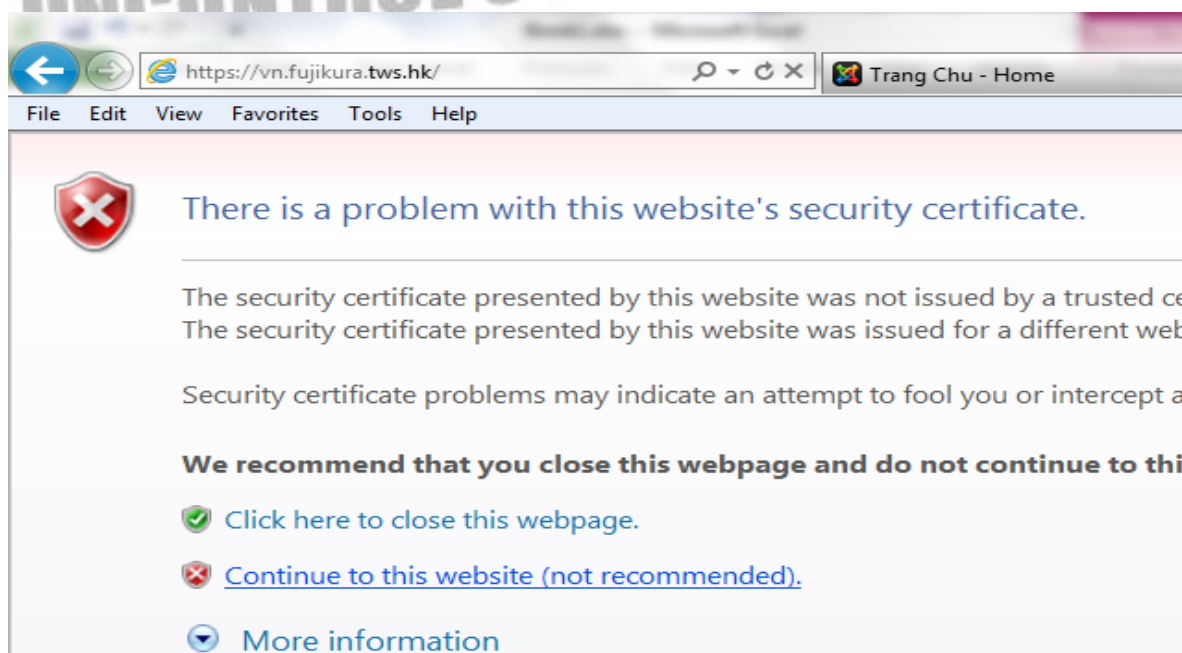 https://vn.fujikura.tws.hk/
Trang Chu - Home
File Edit View Favorites Tools Help
There is a problem with this website's security certificate.
The security certificate presented by this website was not issued by a trusted
The security certificate presented by this website was issued for a different
Security certificate problems may indicate an attempt to fool you or intercept
We recommend that you close this webpage and do not continue to
Click here to close this webpage.
Continue to this website (not recommended).
More information